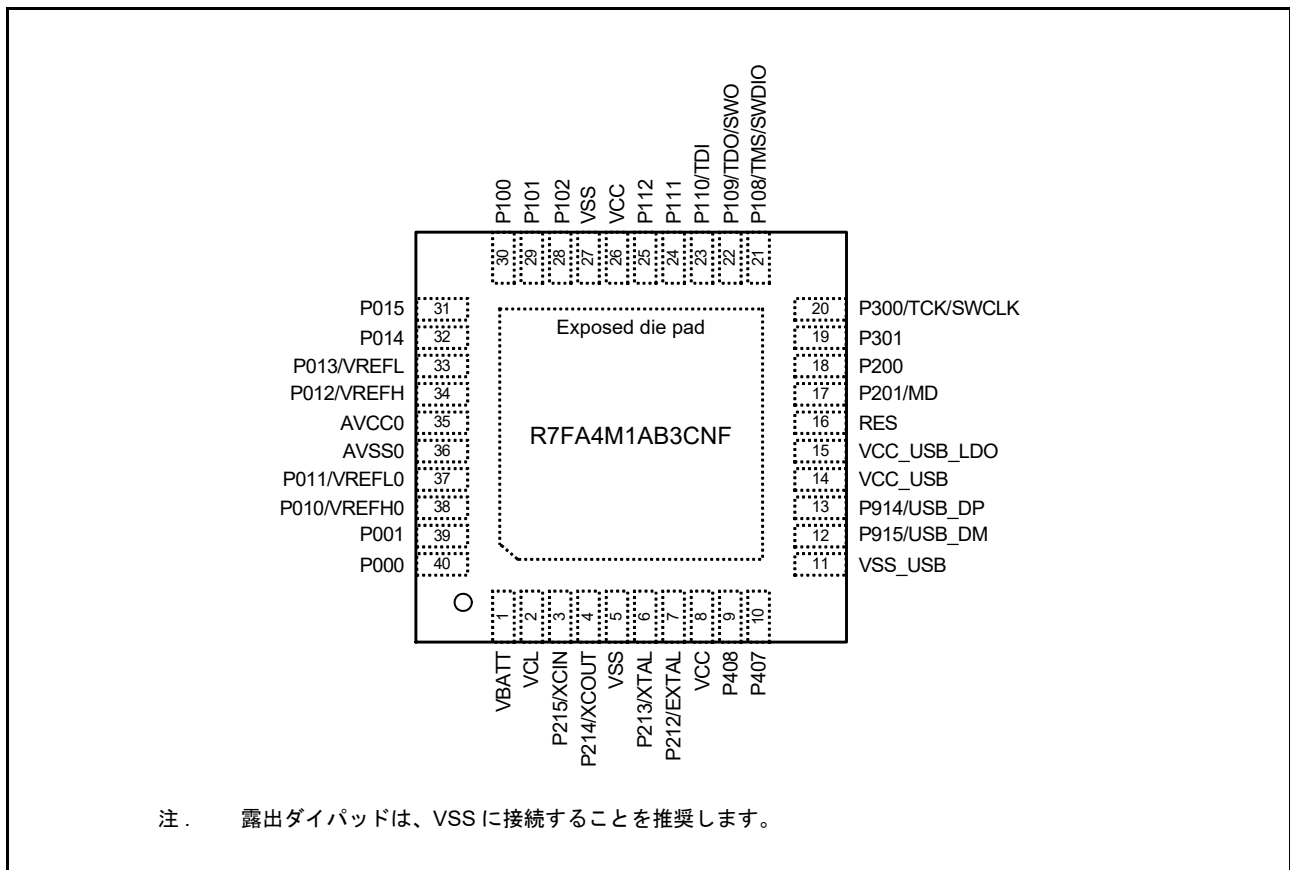 P100
P101
P102
VSS
VCC
P112
P111
P110/TDI
P109/TDO/SWO
P108/TMS/SWDIO
30
29
28
27
26
25
24
23
22
21
P015 31
P014 32
P013/VREFL 33
P012/VREFH 34
AVCC0 35
AVSS0 36
P011/VREFL0 37
P010/VREFH0 38
P001 39
P000 40
Exposed die pad
R7FA4M1AB3CNF
20 P300/TCK/SWCLK
19 P301
18 P200
17 P201/MD
16 RES
15 VCC_USB_LDO
14 VCC_USB
13 P914/USB_DP
12 P915/USB_DM
11 VSS_USB
1
2
3
4
5
6
7
8
9
10
VBATT
VCL
P215/XCIN
P214/XCOUT
VSS
P213/XTAL
P212/EXTAL
VCC
P408
P407
注 . 露出ダイパッドは、VSS に接続することを推奨します。